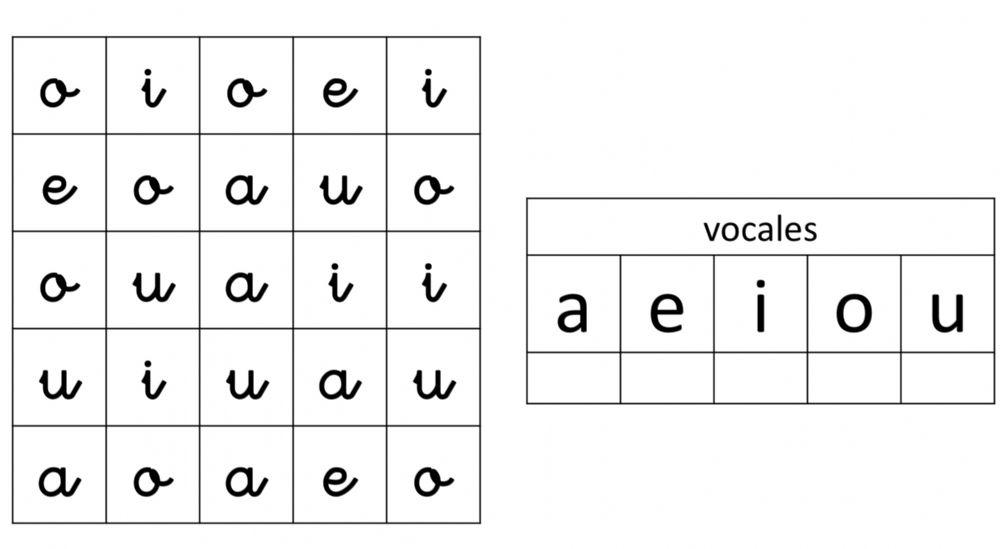 o i o e i
e o a u o
o u a i i
u i u a u
a o a e o
vocales
a e i o u